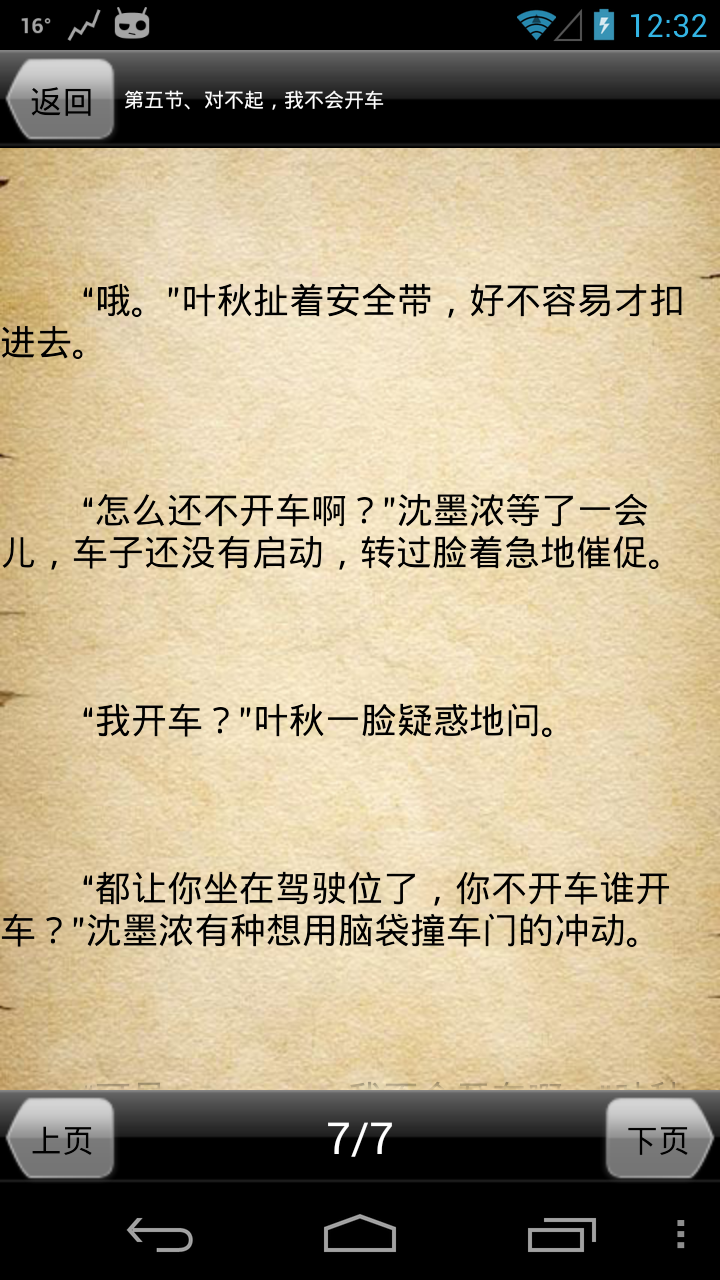 16°
12:32
返回
第五节、对不起，我不会开车
“哦。”叶秋扯着安全带，好不容易才扣
进去。
“怎么还不开车啊？”沈墨浓等了一会
儿，车子还没有启动，转过脸着急地催促。
“我开车？”叶秋一脸疑惑地问。
“都让你坐在驾驶位了，你不开车谁开
车？”沈墨浓有种想用脑袋撞车门的冲动。
上页
7/7
下页